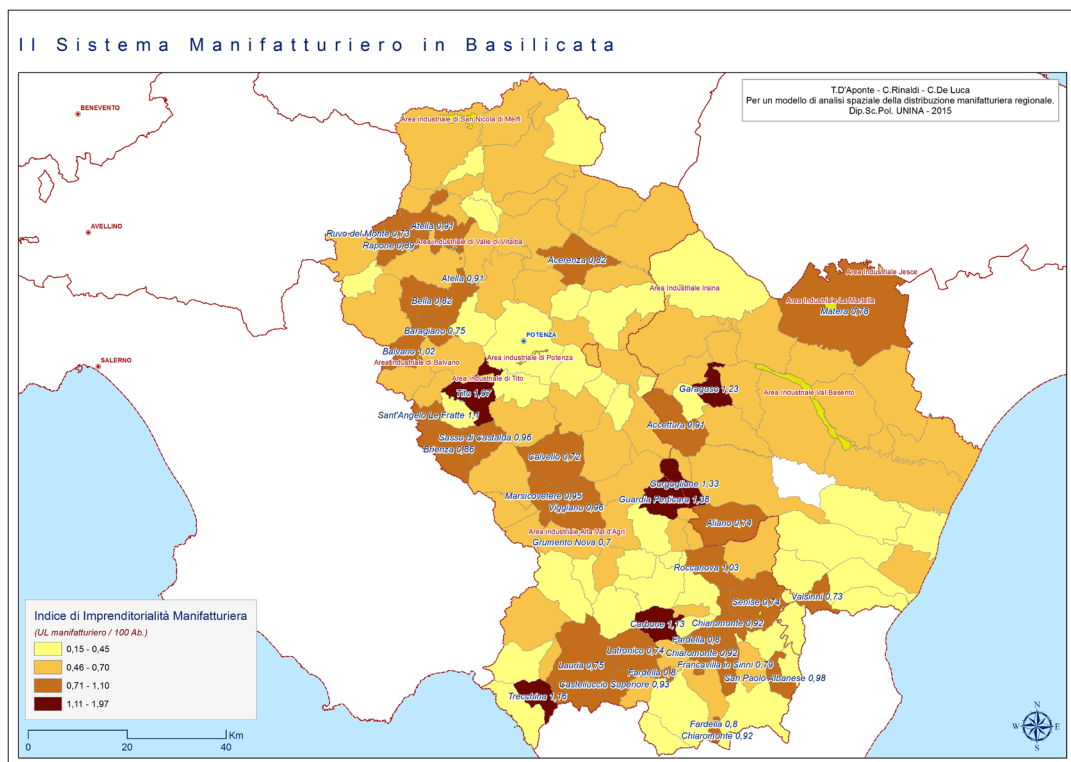 Il Sistema Manifatturiero in Basilicata
T.D'Aponte - C.Rinaldi - C.De Luca
Per un modello di analisi spaziale della distribuzione manifatturiera regionale.
Dip.Sc.Pol. UNINA - 2015
BENEVENTO
Area industriale di San Nicola di Melfi
AVELLINO
Atella 0,91
Ruvo del Monte 0,73
Area industriale di Valle di Vitalba
Rapone 0,89
Acerenza 0,82
Area Industriale Jesce
Atella 0,91
Area Industriale Irsina
Bella 0,82
Area Industriale La Martella
Matera 0,76
Baragiano 0,75
POTENZA
Balvano 1,02
Area industriale di Potenza
SALERNO
Area industriale di Balvano
Area Industriale di Tito
Garaguso 1,23
Area Industriale Val Basento
Tito 1,67
Sant'Angelo Le Fratte 1,1
Accettura 0,91
Sasso di Castalda 0,96
Brienza 0,86
Calvello 0,72
Gorgoglione 1,33
Marsicovetere 0,95
Guardia Perticara 1,38
Viggiano 0,96
Aliano 0,74
Area industriale Alta Val d'Agri
Grumento Nova 0,7
Roccanova 1,03
Valsinni 0,73
Senise 0,74
Carbone 1,13
Chiaromonte 0,92
Fardella 0,8
Latronico 0,74
Chiaromonte 0,92
Lauria 0,75
Francavilla in Sinni 0,79
Fardella 0,8
San Paolo Albanese 0,98
Castelluccio Superiore 0,93
Trecchina 1,16
Fardella 0,8
Chiaromonte 0,92
Indice di Imprenditorialità Manifatturiera
(UL manifatturiero / 100 Ab.)
0,15 - 0,45
0,46 - 0,70
0,71 - 1,10
1,11 - 1,97
Km
0
20
40
N
W
E
S